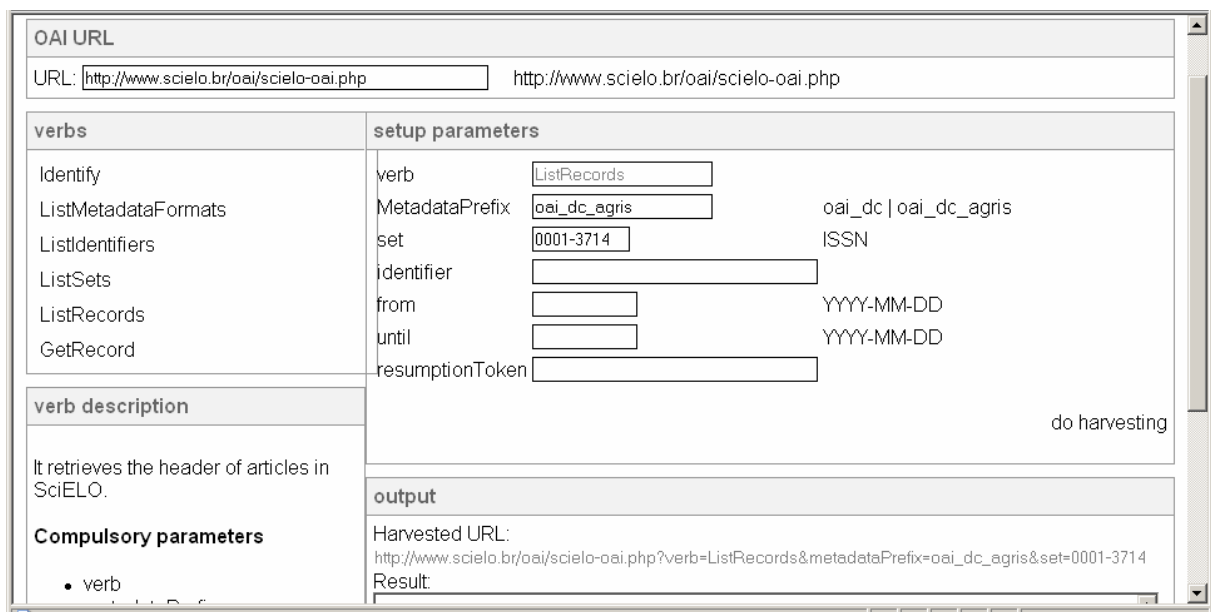 OAI URL
URL: http://www.scielo.br/oai/scielo-oai.php http://www.scielo.br/oai/scielo-oai.php
verbs
Identify
ListMetadataFormats
ListIdentifiers
ListSets
ListRecords
GetRecord
setup parameters
verb ListRecords
MetadataPrefix oai_dc_agris oai_dc | oai_dc_agris
set 0001-3714 ISSN
identifier
from YYYY-MM-DD
until YYYY-MM-DD
resumptionToken
do harvesting
verb description
It retrieves the header of articles in
SciELO.
Compulsory parameters
• verb
output
Harvested URL:
http://www.scielo.br/oai/scielo-oai.php?verb=ListRecords&metadataPrefix=oai_dc_agris&set=0001-3714
Result: